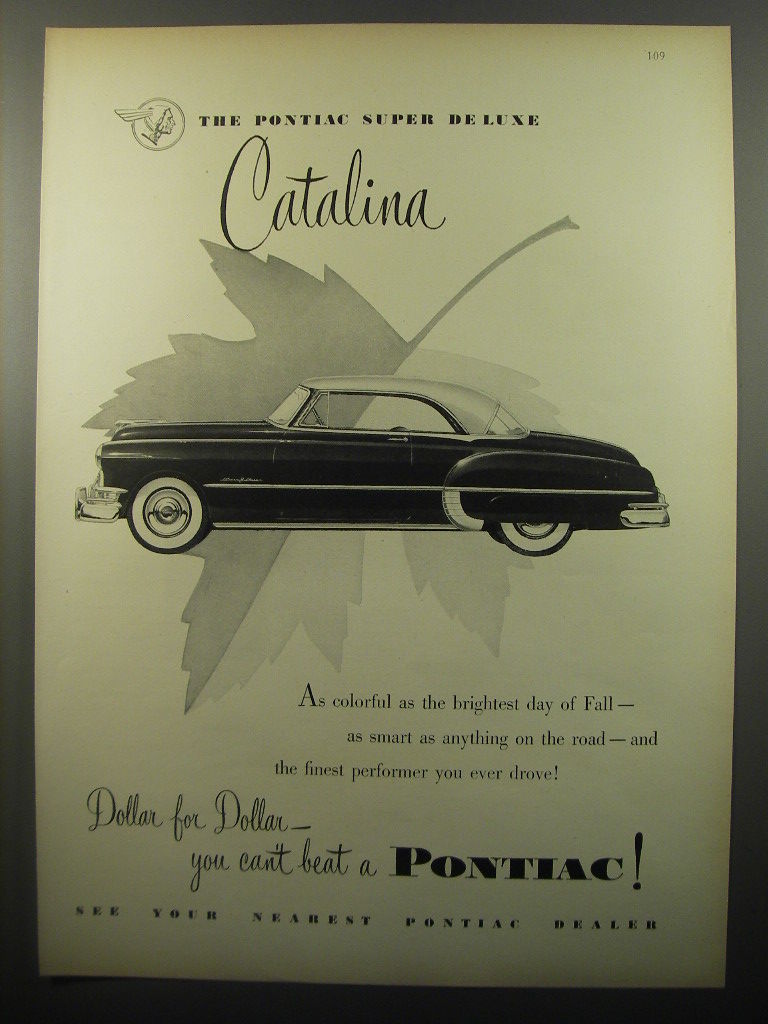 109
THE PONTIAC SUPER DE LUXE
Catalina
As colorful as the brightest day of Fall —
as smart as anything on the road — and
the finest performer you ever drove!
Dollar for Dollar —
you can't beat a PONTIAC!
SEE YOUR NEAREST PONTIAC DEALER